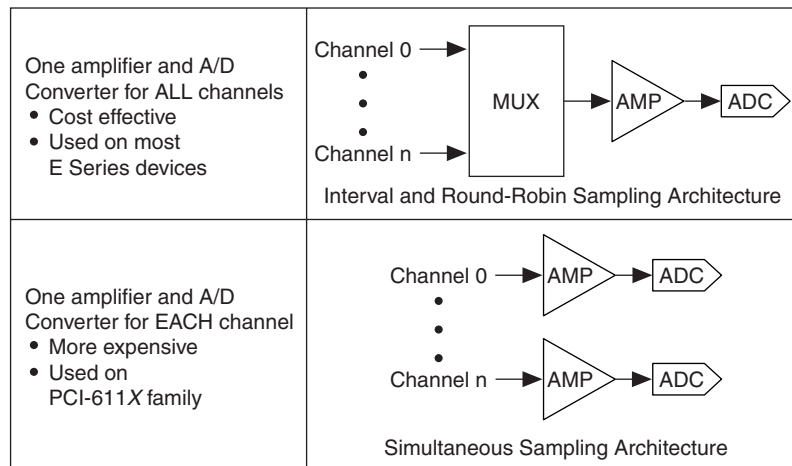 One amplifier and A/D
Converter for ALL channels
• Cost effective
• Used on most
E Series devices
Channel 0
Channel n
MUX
AMP
ADC
Interval and Round-Robin Sampling Architecture
One amplifier and A/D
Converter for EACH channel
• More expensive
• Used on
PCI-611X family
Channel 0
AMP
ADC
Channel n
AMP
ADC
Simultaneous Sampling Architecture